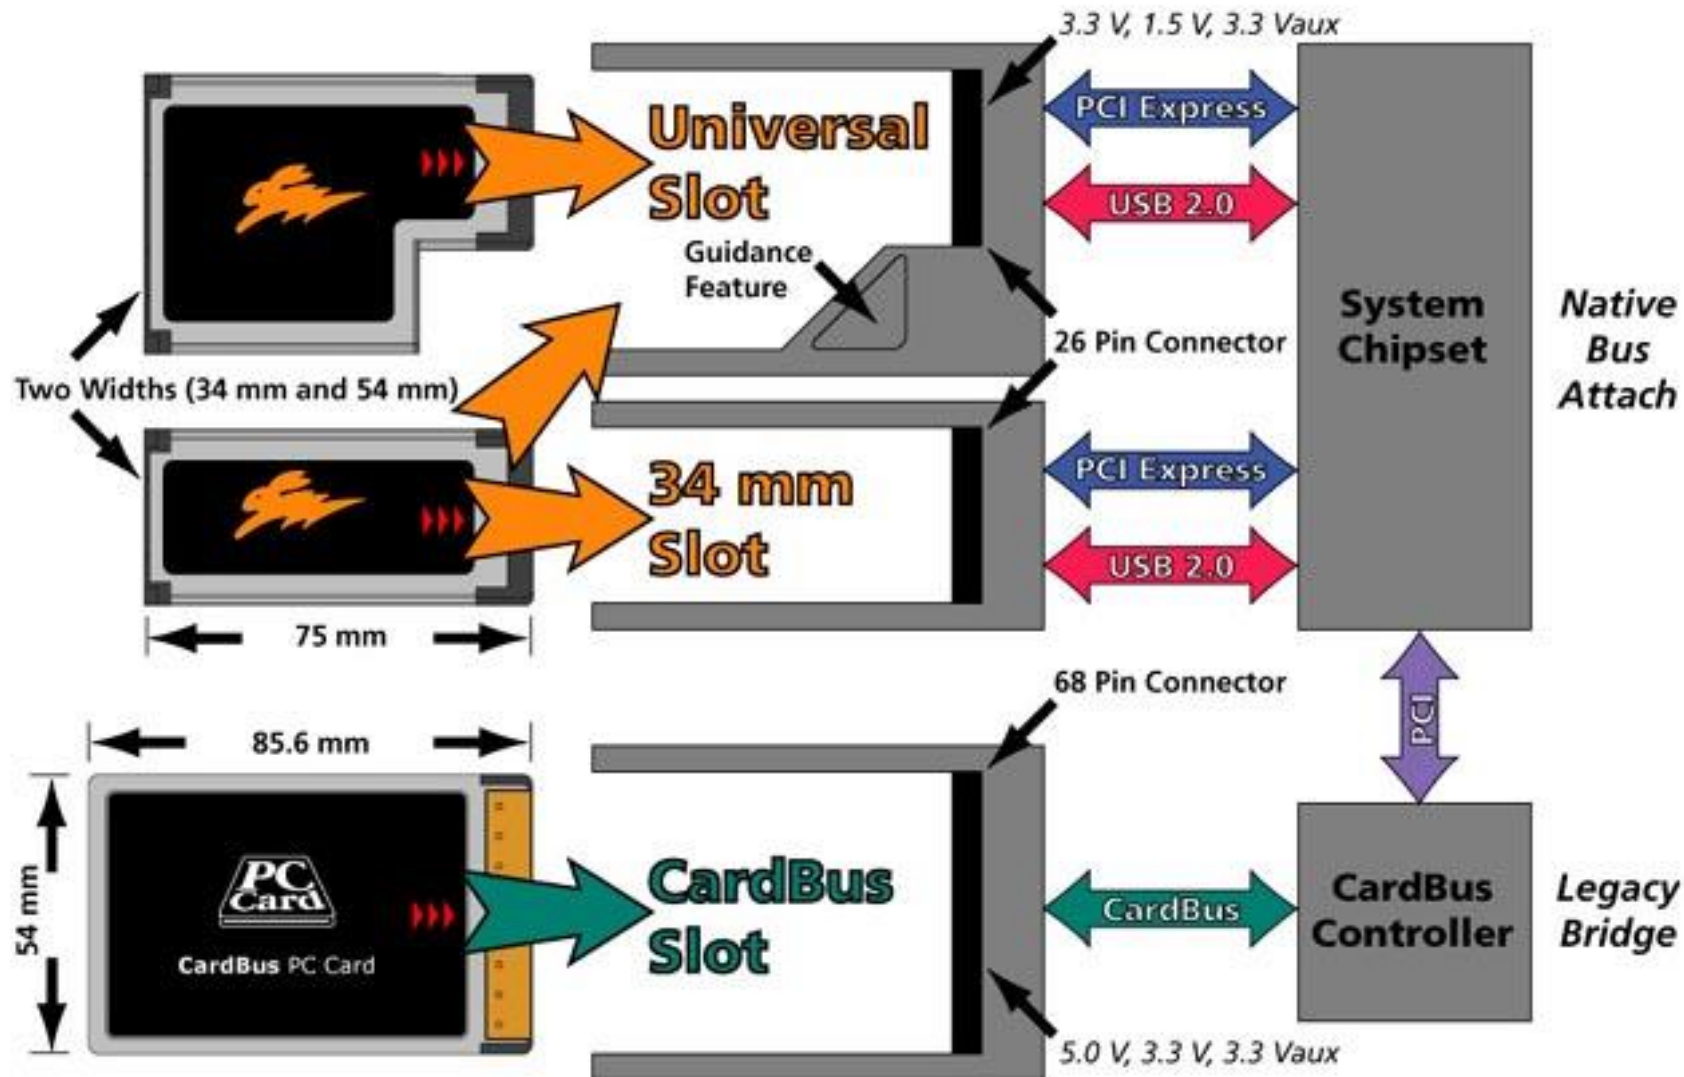 3.3 V, 1.5 V, 3.3 Vaux
Universal
Slot
PCI Express
USB 2.0
Guidance
Feature
System
Chipset
Native
Bus
Attach
26 Pin Connector
Two Widths (34 mm and 54 mm)
34 mm
Slot
PCI Express
USB 2.0
75 mm
68 Pin Connector
PCI
85.6 mm
54 mm
PC
Card
CardBus PC Card
CardBus
Slot
CardBus
CardBus
Controller
Legacy
Bridge
5.0 V, 3.3 V, 3.3 Vaux